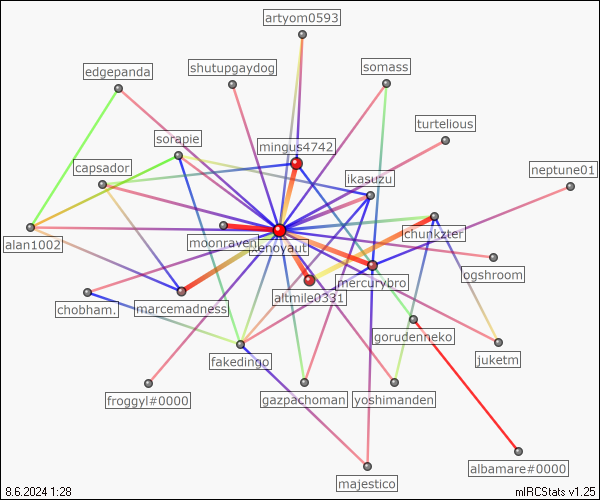 artyom0593
edgepanda
shutupgaydog
somass
turtelious
sorapie
mingus4742
capsador
ikasuzu
neptune01
alan1002
moonraven
menoyaut
chunkzter
ogshroom
chobham.
marcemadness
altmile0331
mercurybro
gorudenneko
fakedingo
juketm
froggyl#0000
gazpachoman
yoshimanden
majestico
albamare#0000
8.6.2024 1:28
mIRCStats v1.25